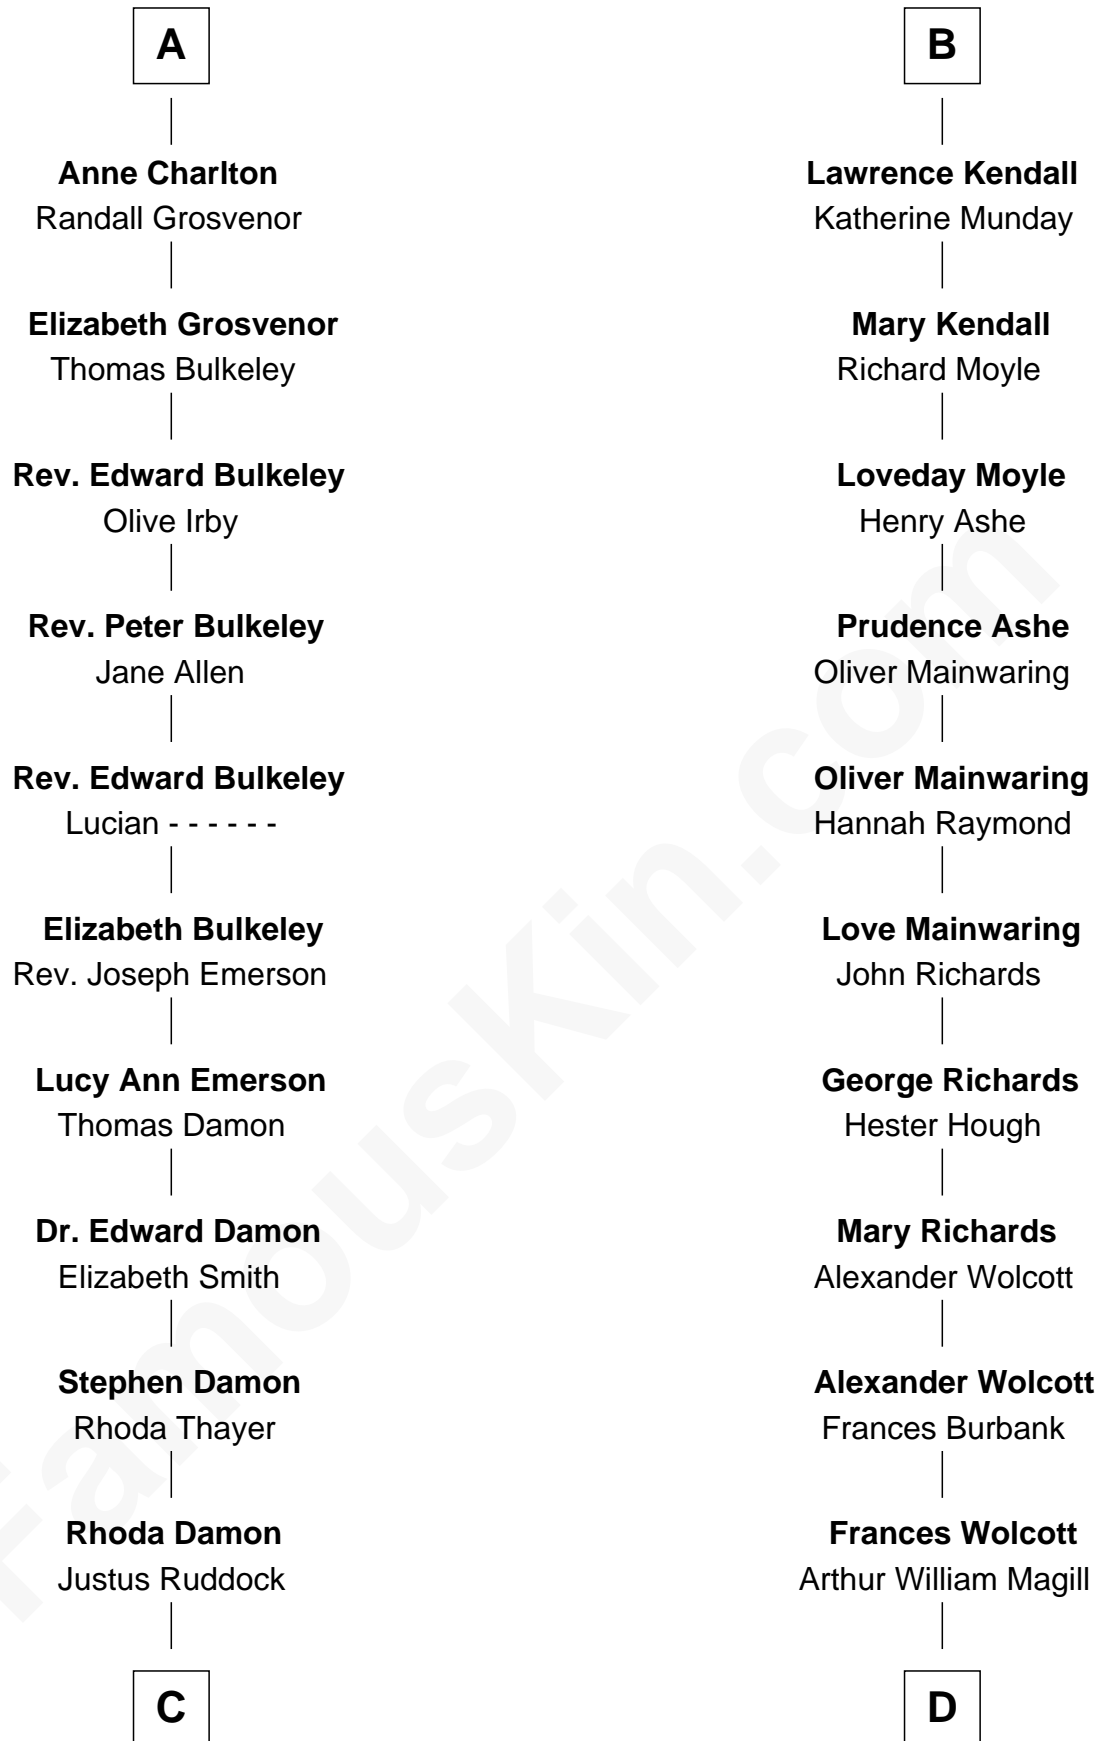 A
Anne Charlton
Randall Grosvenor
Elizabeth Grosvenor
Thomas Bulkeley
Rev. Edward Bulkeley
Olive Irby
Rev. Peter Bulkeley
Jane Allen
Rev. Edward Bulkeley
Lucian - - - - - -
Elizabeth Bulkeley
Rev. Joseph Emerson
Lucy Ann Emerson
Thomas Damon
Dr. Edward Damon
Elizabeth Smith
Stephen Damon
Rhoda Thayer
Rhoda Damon
Justus Ruddock
C
B
Lawrence Kendall
Katherine Munday
Mary Kendall
Richard Moyle
Loveday Moyle
Henry Ashe
Prudence Ashe
Oliver Mainwaring
Oliver Mainwaring
Hannah Raymond
Love Mainwaring
John Richards
George Richards
Hester Hough
Mary Richards
Alexander Wolcott
Alexander Wolcott
Frances Burbank
Frances Wolcott
Arthur William Magill
D
FamousKin.com